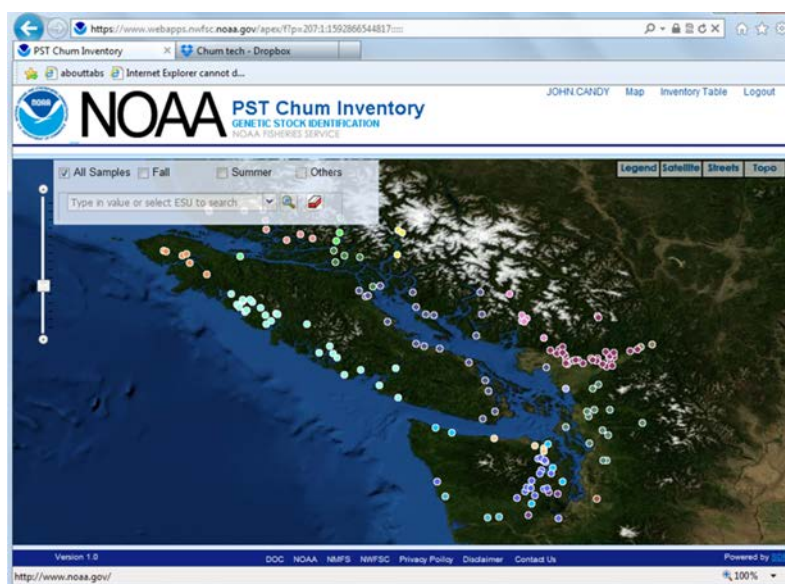 https://www.webapps.nwfsc.noaa.gov/apex/f?p=207:1:1592866544817:::::
PST Chum Inventory
Chum tech - Dropbox
abouttabs
Internet Explorer cannot d...
JOHN.CANDY Map Inventory Table Logout
NOAA
PST Chum Inventory
GENETIC STOCK IDENTIFICATION
NOAA FISHERIES SERVICE
All Samples Fall Summer Others
Legend Satellite Streets Topo
Type in value or select ESU to search
Version 1.0
DOC NOAA NMFS NWFSC Privacy Policy Disclaimer Contact Us
Powered by
http://www.noaa.gov/
100%